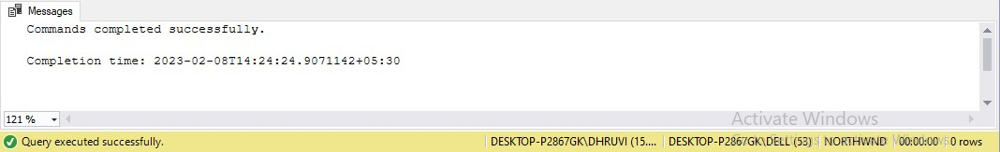 Messages
Commands completed successfully.
Completion time: 2023-02-08T14:24:24.9071142+05:30
121 %
Activate Windows
Query executed successfully.
DESKTOP-P2867GK\DHRUVI (15....
DESKTOP-P2867GK\DELL (53)
NORTHWND
00:00:00
0 rows